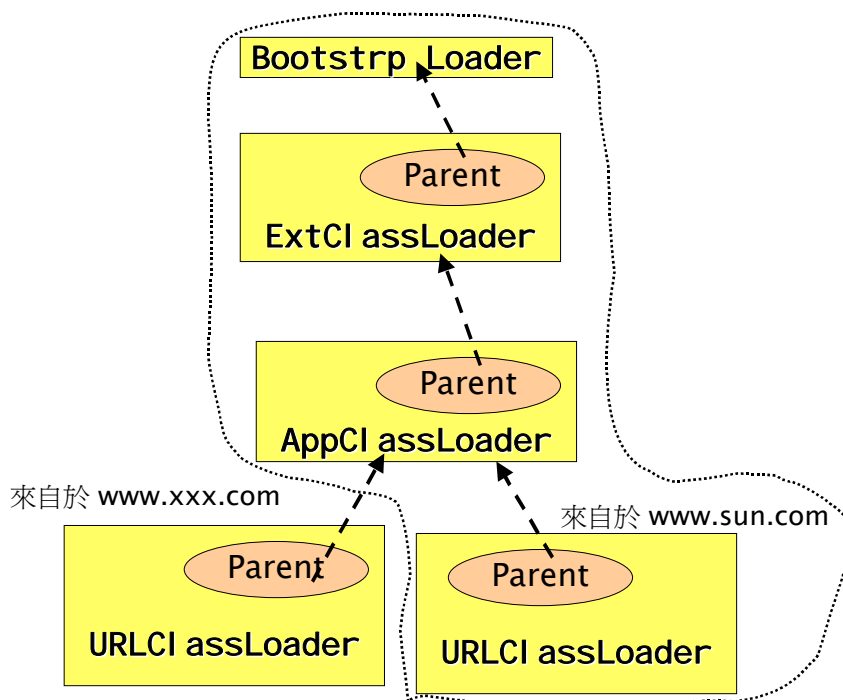 Bootstrp Loader
Parent
ExtClassLoader
Parent
AppClassLoader
來自於 www.xxx.com
來自於 www.sun.com
Parent
URLClassLoader
Parent
URLClassLoader